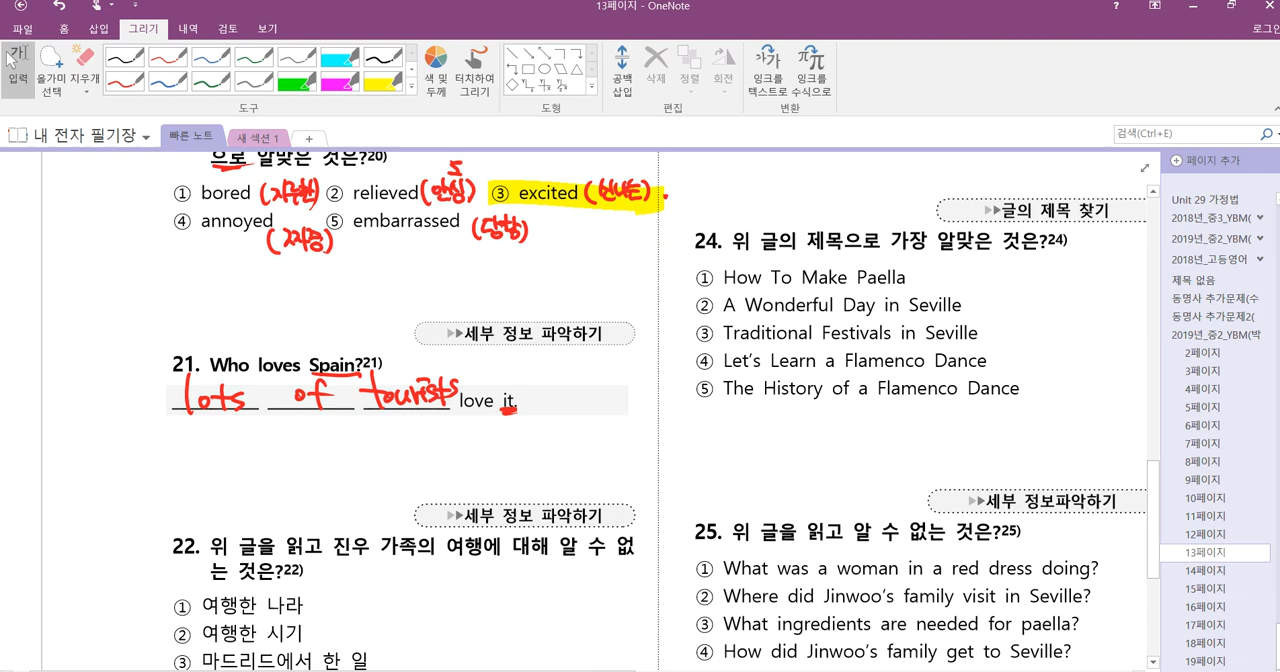 13페이지 - OneNote
?
파일 홈 삽입 그리기 내역 검토 보기
로그인
입력
올가미 선택
지우개
색 및 두께
터치하여 그리기
공백 삽입
삭제
정렬
회전
잉크를 텍스트로
잉크를 수식으로
도구
도형
편집
변환
내 전자 필기장
빠른 노트
새 섹션 1
+
검색(Ctrl+E)
으로 알맞은 것은?20)
① bored (지루한) ② relieved (안심) ③ excited (신나는)
④ annoyed (짜증) ⑤ embarrassed (당황)
▶▶세부 정보 파악하기
21. Who loves Spain?21)
lots of tourists love it.
▶▶세부 정보 파악하기
22. 위 글을 읽고 진우 가족의 여행에 대해 알 수 없
는 것은?22)
① 여행한 나라
② 여행한 시기
③ 마드리드에서 한 일
▶▶글의 제목 찾기
24. 위 글의 제목으로 가장 알맞은 것은?24)
① How To Make Paella
② A Wonderful Day in Seville
③ Traditional Festivals in Seville
④ Let's Learn a Flamenco Dance
⑤ The History of a Flamenco Dance
▶▶세부 정보파악하기
25. 위 글을 읽고 알 수 없는 것은?25)
① What was a woman in a red dress doing?
② Where did Jinwoo's family visit in Seville?
③ What ingredients are needed for paella?
④ How did Jinwoo's family get to Seville?
페이지 추가
Unit 29 가정법
2018년_중3_YBM(
2019년_중2_YBM(
2018년_고등영어
제목 없음
동명사 추가문제(수
동명사 추가문제2(
2019년_중2_YBM(박
2페이지
3페이지
4페이지
5페이지
6페이지
7페이지
8페이지
9페이지
10페이지
11페이지
12페이지
13페이지
14페이지
15페이지
16페이지
17페이지
18페이지
19페이지